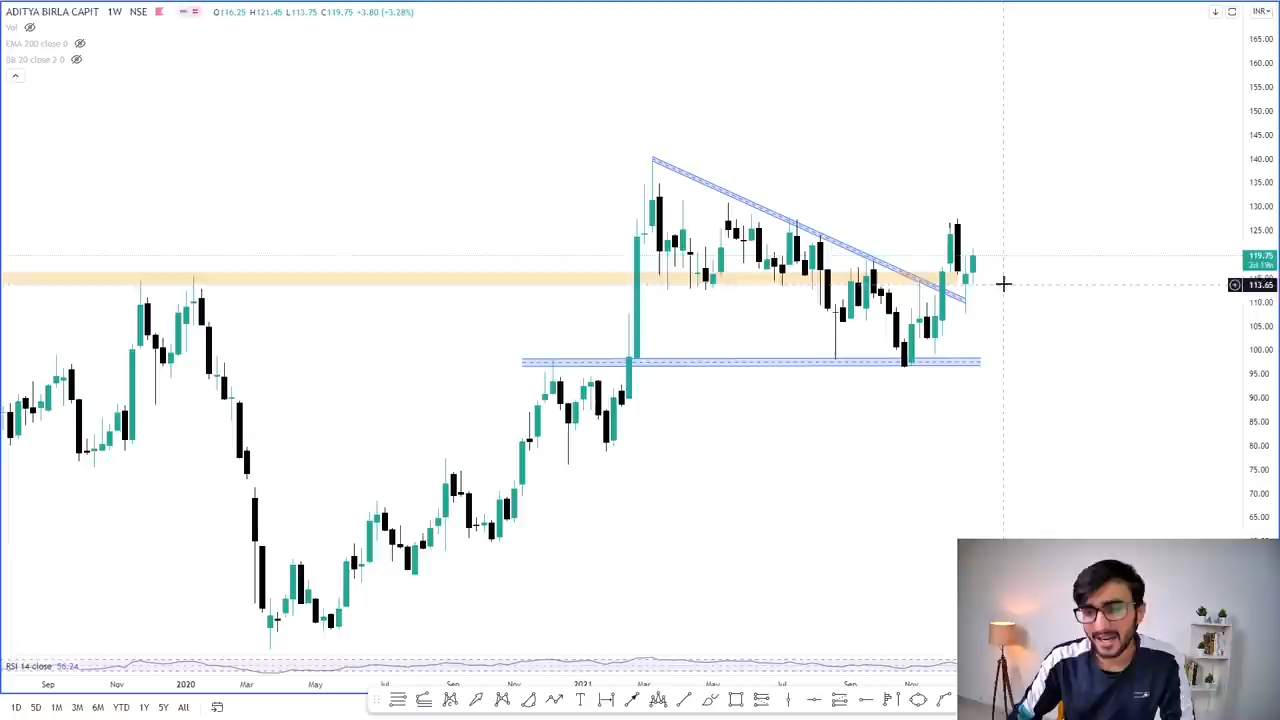 ADITYA BIRLA CAPIT 1W NSE O116.25 H121.45 L113.75 C119.75 +3.80 (+3.28%) INR
Vol
EMA 200 close 0
BB 20 close 2 0
165.00
160.00
155.00
150.00
145.00
140.00
135.00
130.00
125.00
119.75
2d 19h
113.65
110.00
105.00
100.00
95.00
90.00
85.00
80.00
75.00
70.00
65.00
RSI 14 close 56.24
Sep Nov 2020 Mar May Jul Sep Nov 2021 Mar May Jul Sep Nov
1D 5D 1M 3M 6M YTD 1Y 5Y All